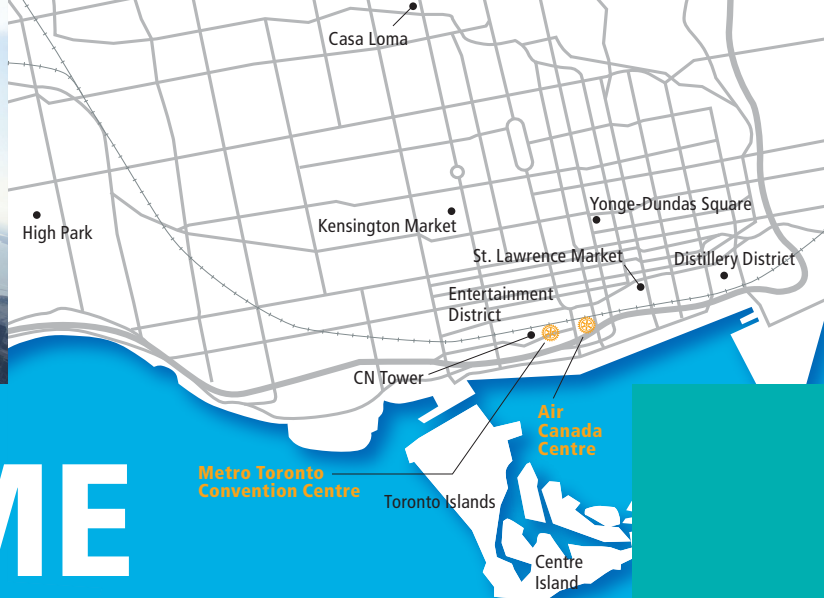 Casa Loma
Yonge-Dundas Square
High Park
Kensington Market
St. Lawrence Market
Distillery District
Entertainment
District
CN Tower
Air
Canada
Centre
Metro Toronto
Convention Centre
Toronto Islands
ME
Centre
Island